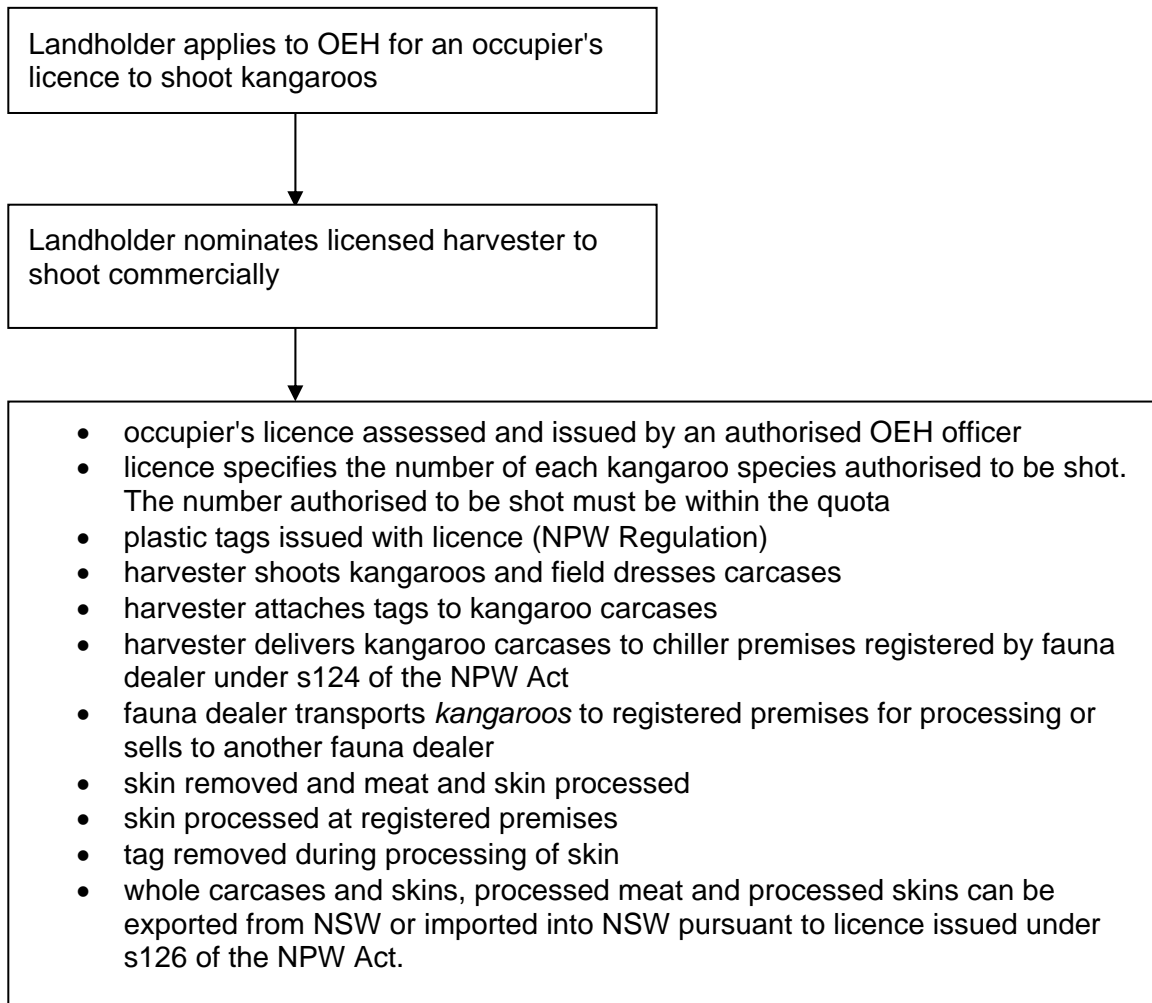 Landholder applies to OEH for an occupier's
licence to shoot kangaroos
Landholder nominates licensed harvester to
shoot commercially
• occupier's licence assessed and issued by an authorised OEH officer
• licence specifies the number of each kangaroo species authorised to be shot.
The number authorised to be shot must be within the quota
• plastic tags issued with licence (NPW Regulation)
• harvester shoots kangaroos and field dresses carcases
• harvester attaches tags to kangaroo carcases
• harvester delivers kangaroo carcases to chiller premises registered by fauna
dealer under s124 of the NPW Act
• fauna dealer transports kangaroos to registered premises for processing or
sells to another fauna dealer
• skin removed and meat and skin processed
• skin processed at registered premises
• tag removed during processing of skin
• whole carcases and skins, processed meat and processed skins can be
exported from NSW or imported into NSW pursuant to licence issued under
s126 of the NPW Act.